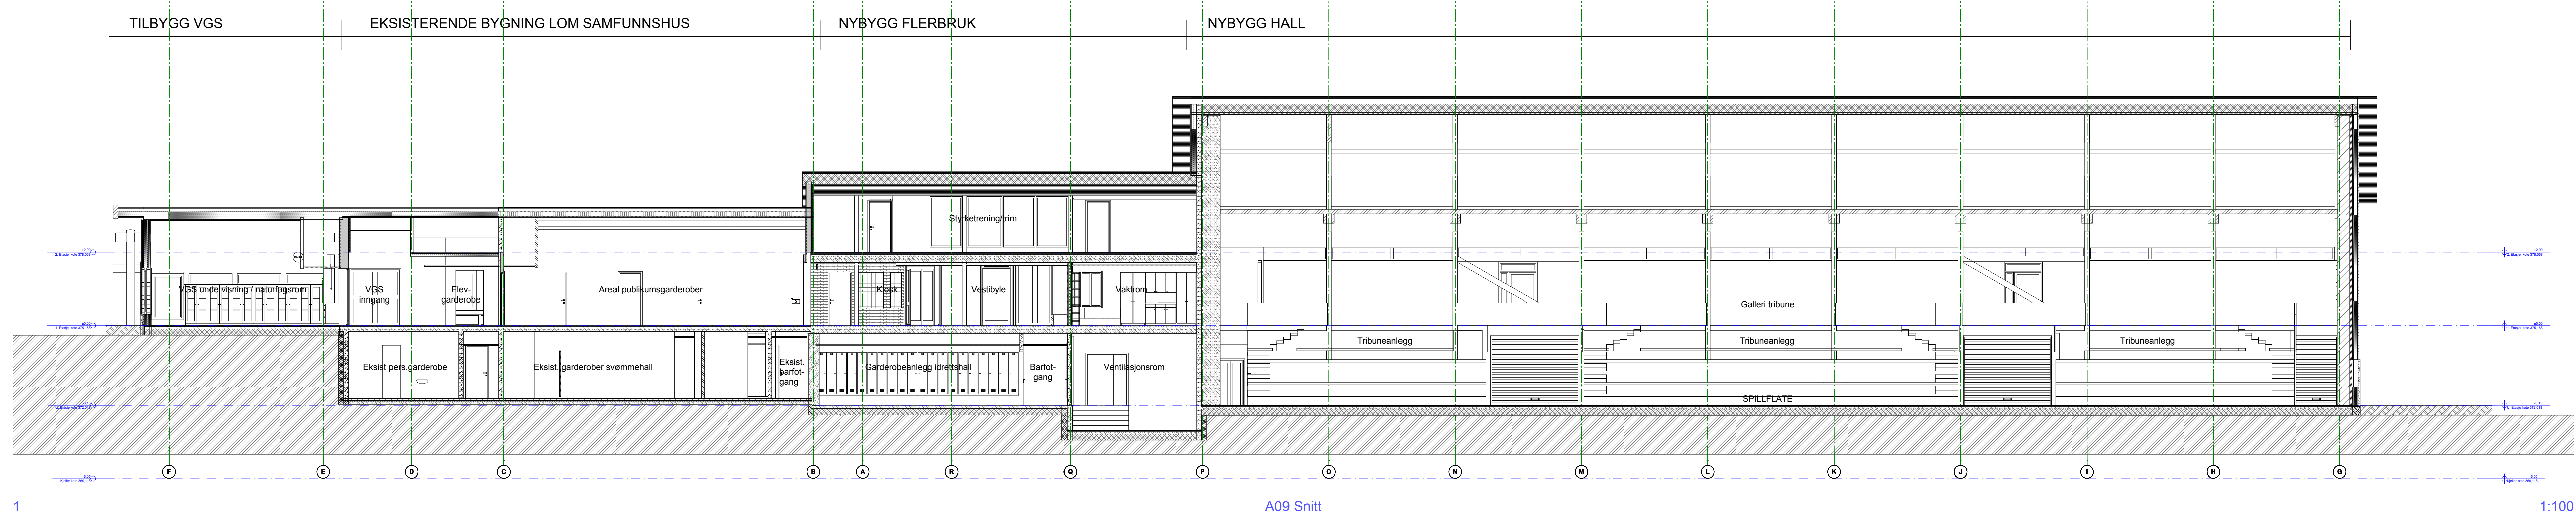 TILBYGG VGS
EKSISTERENDE BYGNING LOM SAMFUNNSHUS
NYBYGG FLERBRUK
NYBYGG HALL
Styrketrening/trim
VGS undervisning / naturfagsrom
VGS
inngang
Elev-
garderobe
Areal publikumsgarderober
Kiosk
Vestibyle
Vaktrom
Galleri tribune
Tribuneanlegg
Tribuneanlegg
Tribuneanlegg
Eksist pers.garderobe
Eksist. garderober svømmehall
Eksist.
barfot-
gang
Garderobeanlegg idrettshall
Barfot-
gang
Ventilasjonsrom
SPILLFLATE
F E D C B A R Q P O N M L K J I H G
1
A09 Snitt
1:100